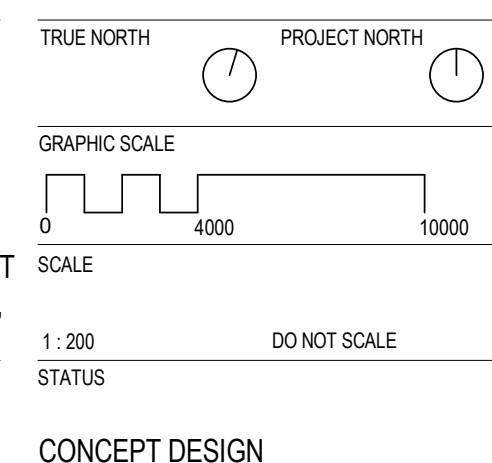 TRUE NORTH PROJECT NORTH
GRAPHIC SCALE
0 4000 10000
T SCALE
1 : 200 DO NOT SCALE
STATUS
CONCEPT DESIGN